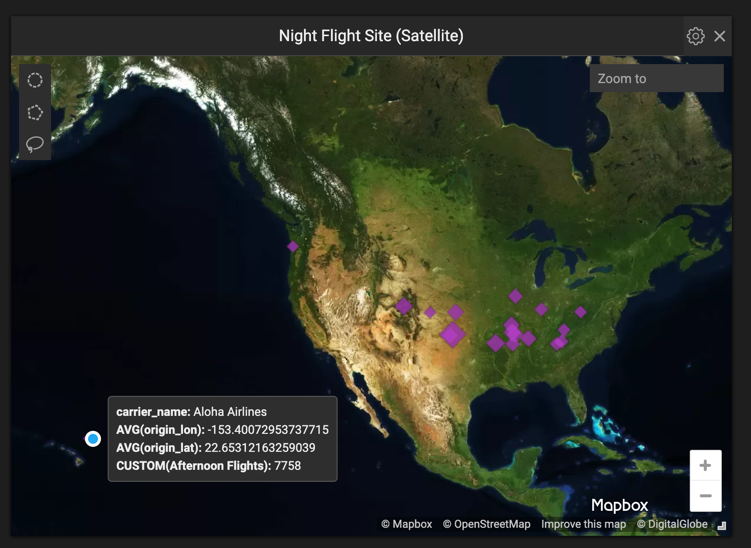 Night Flight Site (Satellite)
Zoom to
carrier_name: Aloha Airlines
AVG(origin_lon): -153.40072953737715
AVG(origin_lat): 22.65312163259039
CUSTOM(Afternoon Flights): 7758
+
−
Mapbox
© Mapbox © OpenStreetMap Improve this map © DigitalGlobe